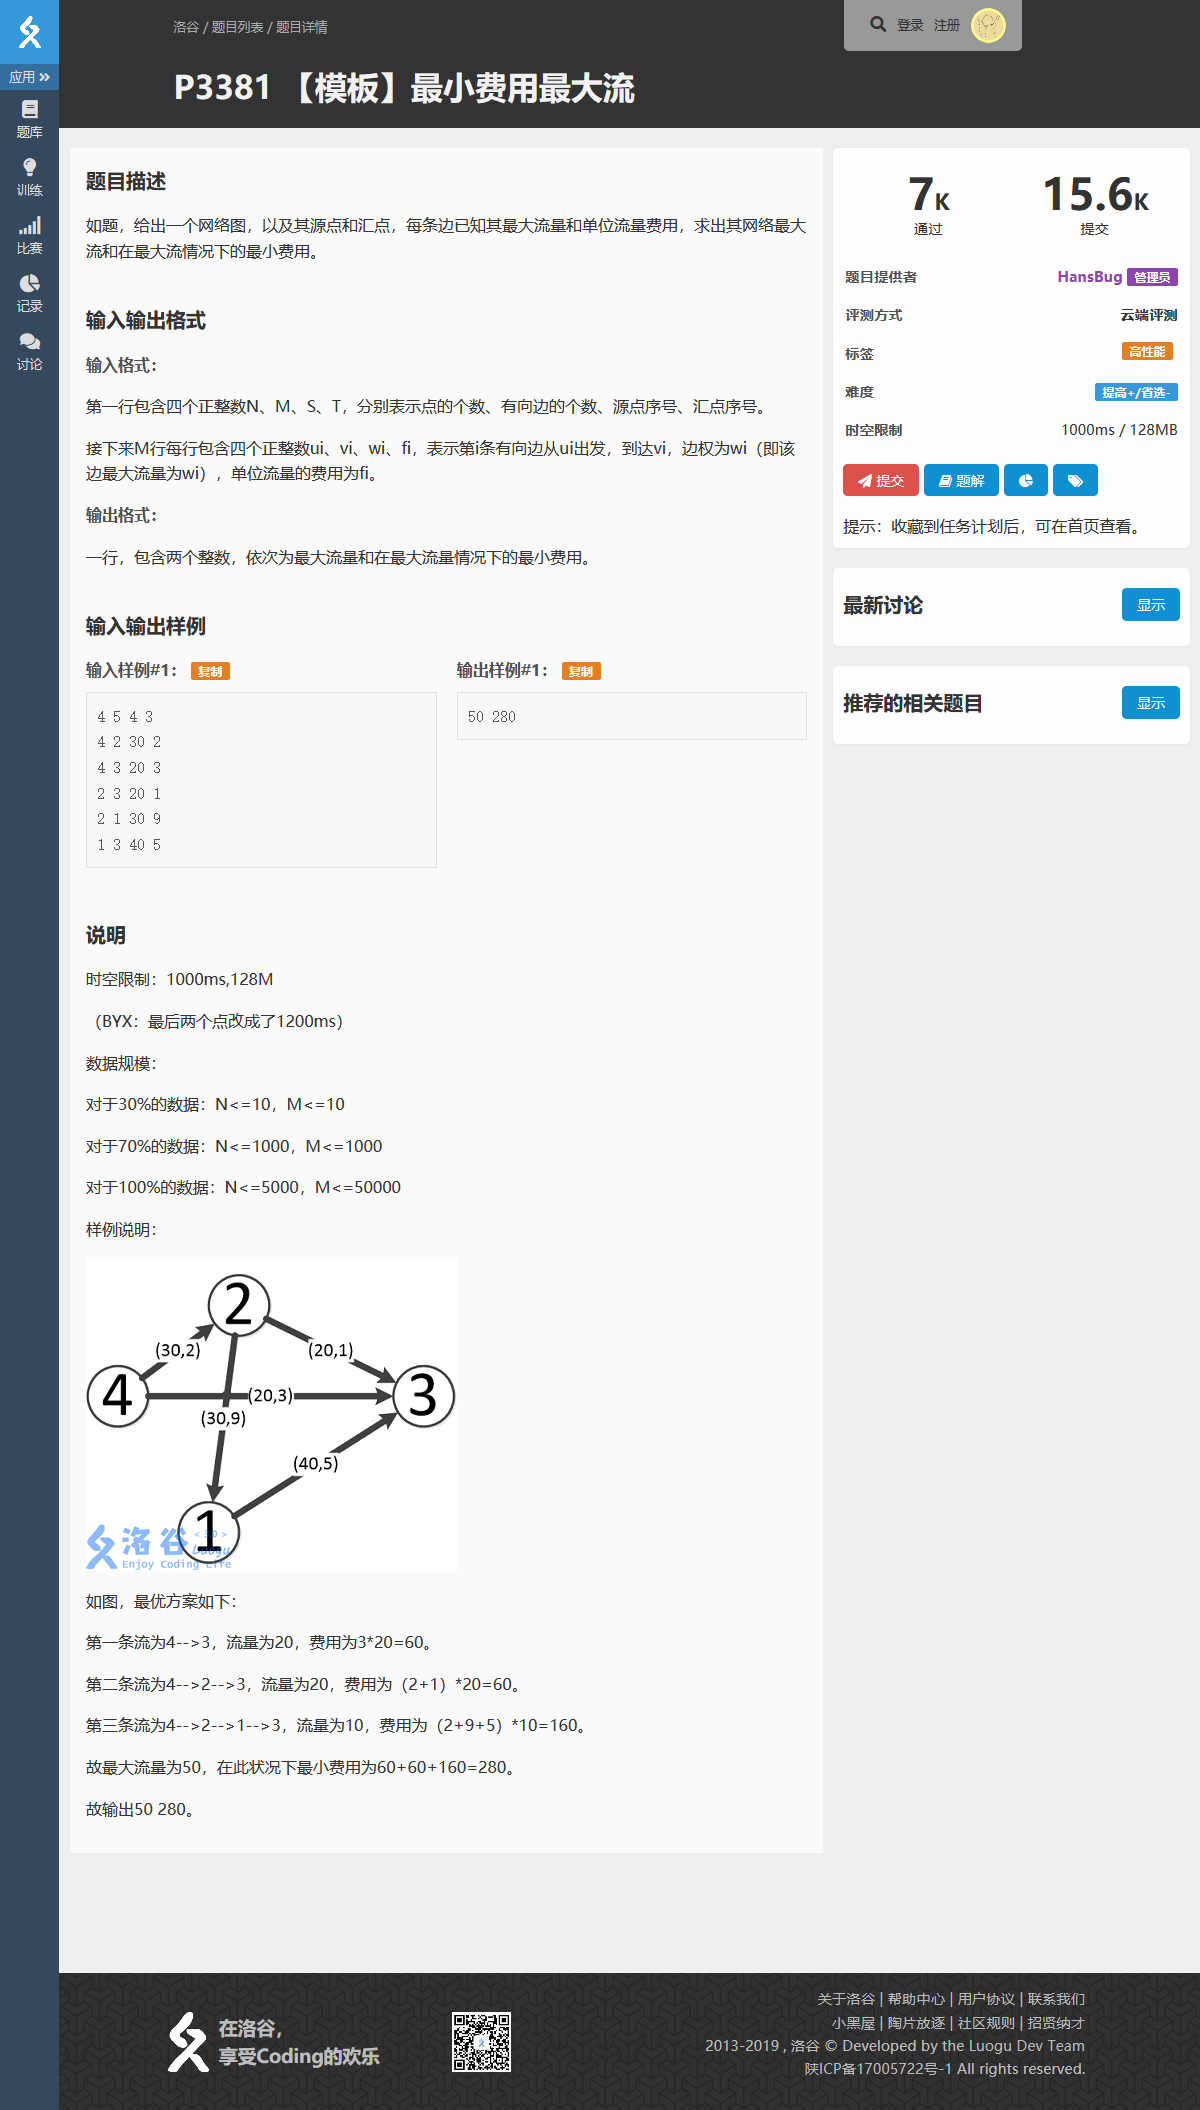 洛谷 / 题目列表 / 题目详情
登录 注册
P3381 【模板】最小费用最大流
应用
题库
训练
比赛
记录
讨论
题目描述
如题，给出一个网络图，以及其源点和汇点，每条边已知其最大流量和单位流量费用，求出其网络最大
流和在最大流情况下的最小费用。
输入输出格式
输入格式：
第一行包含四个正整数N、M、S、T，分别表示点的个数、有向边的个数、源点序号、汇点序号。
接下来M行每行包含四个正整数ui、vi、wi、fi，表示第i条有向边从ui出发，到达vi，边权为wi（即该
边最大流量为wi），单位流量的费用为fi。
输出格式：
一行，包含两个整数，依次为最大流量和在最大流量情况下的最小费用。
输入输出样例
输入样例#1： 复制
4 5 4 3
4 2 30 2
4 3 20 3
2 3 20 1
2 1 30 9
1 3 40 5
输出样例#1： 复制
50 280
说明
时空限制：1000ms,128M
（BYX：最后两个点改成了1200ms）
数据规模：
对于30%的数据：N<=10，M<=10
对于70%的数据：N<=1000，M<=1000
对于100%的数据：N<=5000，M<=50000
样例说明：
2
(30,2)
(20,1)
4
(20,3)
3
(30,9)
(40,5)
1
洛谷
Luogu
Enjoy Coding Life
如图，最优方案如下：
第一条流为4-->3，流量为20，费用为3*20=60。
第二条流为4-->2-->3，流量为20，费用为（2+1）*20=60。
第三条流为4-->2-->1-->3，流量为10，费用为（2+9+5）*10=160。
故最大流量为50，在此状况下最小费用为60+60+160=280。
故输出50 280。
7K
通过
15.6K
提交
题目提供者 HansBug 管理员
评测方式 云端评测
标签 高性能
难度 提高+/省选-
时空限制 1000ms / 128MB
提交 题解
提示：收藏到任务计划后，可在首页查看。
最新讨论 显示
推荐的相关题目 显示
在洛谷，
享受Coding的欢乐
关于洛谷 | 帮助中心 | 用户协议 | 联系我们
小黑屋 | 陶片放逐 | 社区规则 | 招贤纳才
2013-2019 , 洛谷 © Developed by the Luogu Dev Team
陕ICP备17005722号-1 All rights reserved.